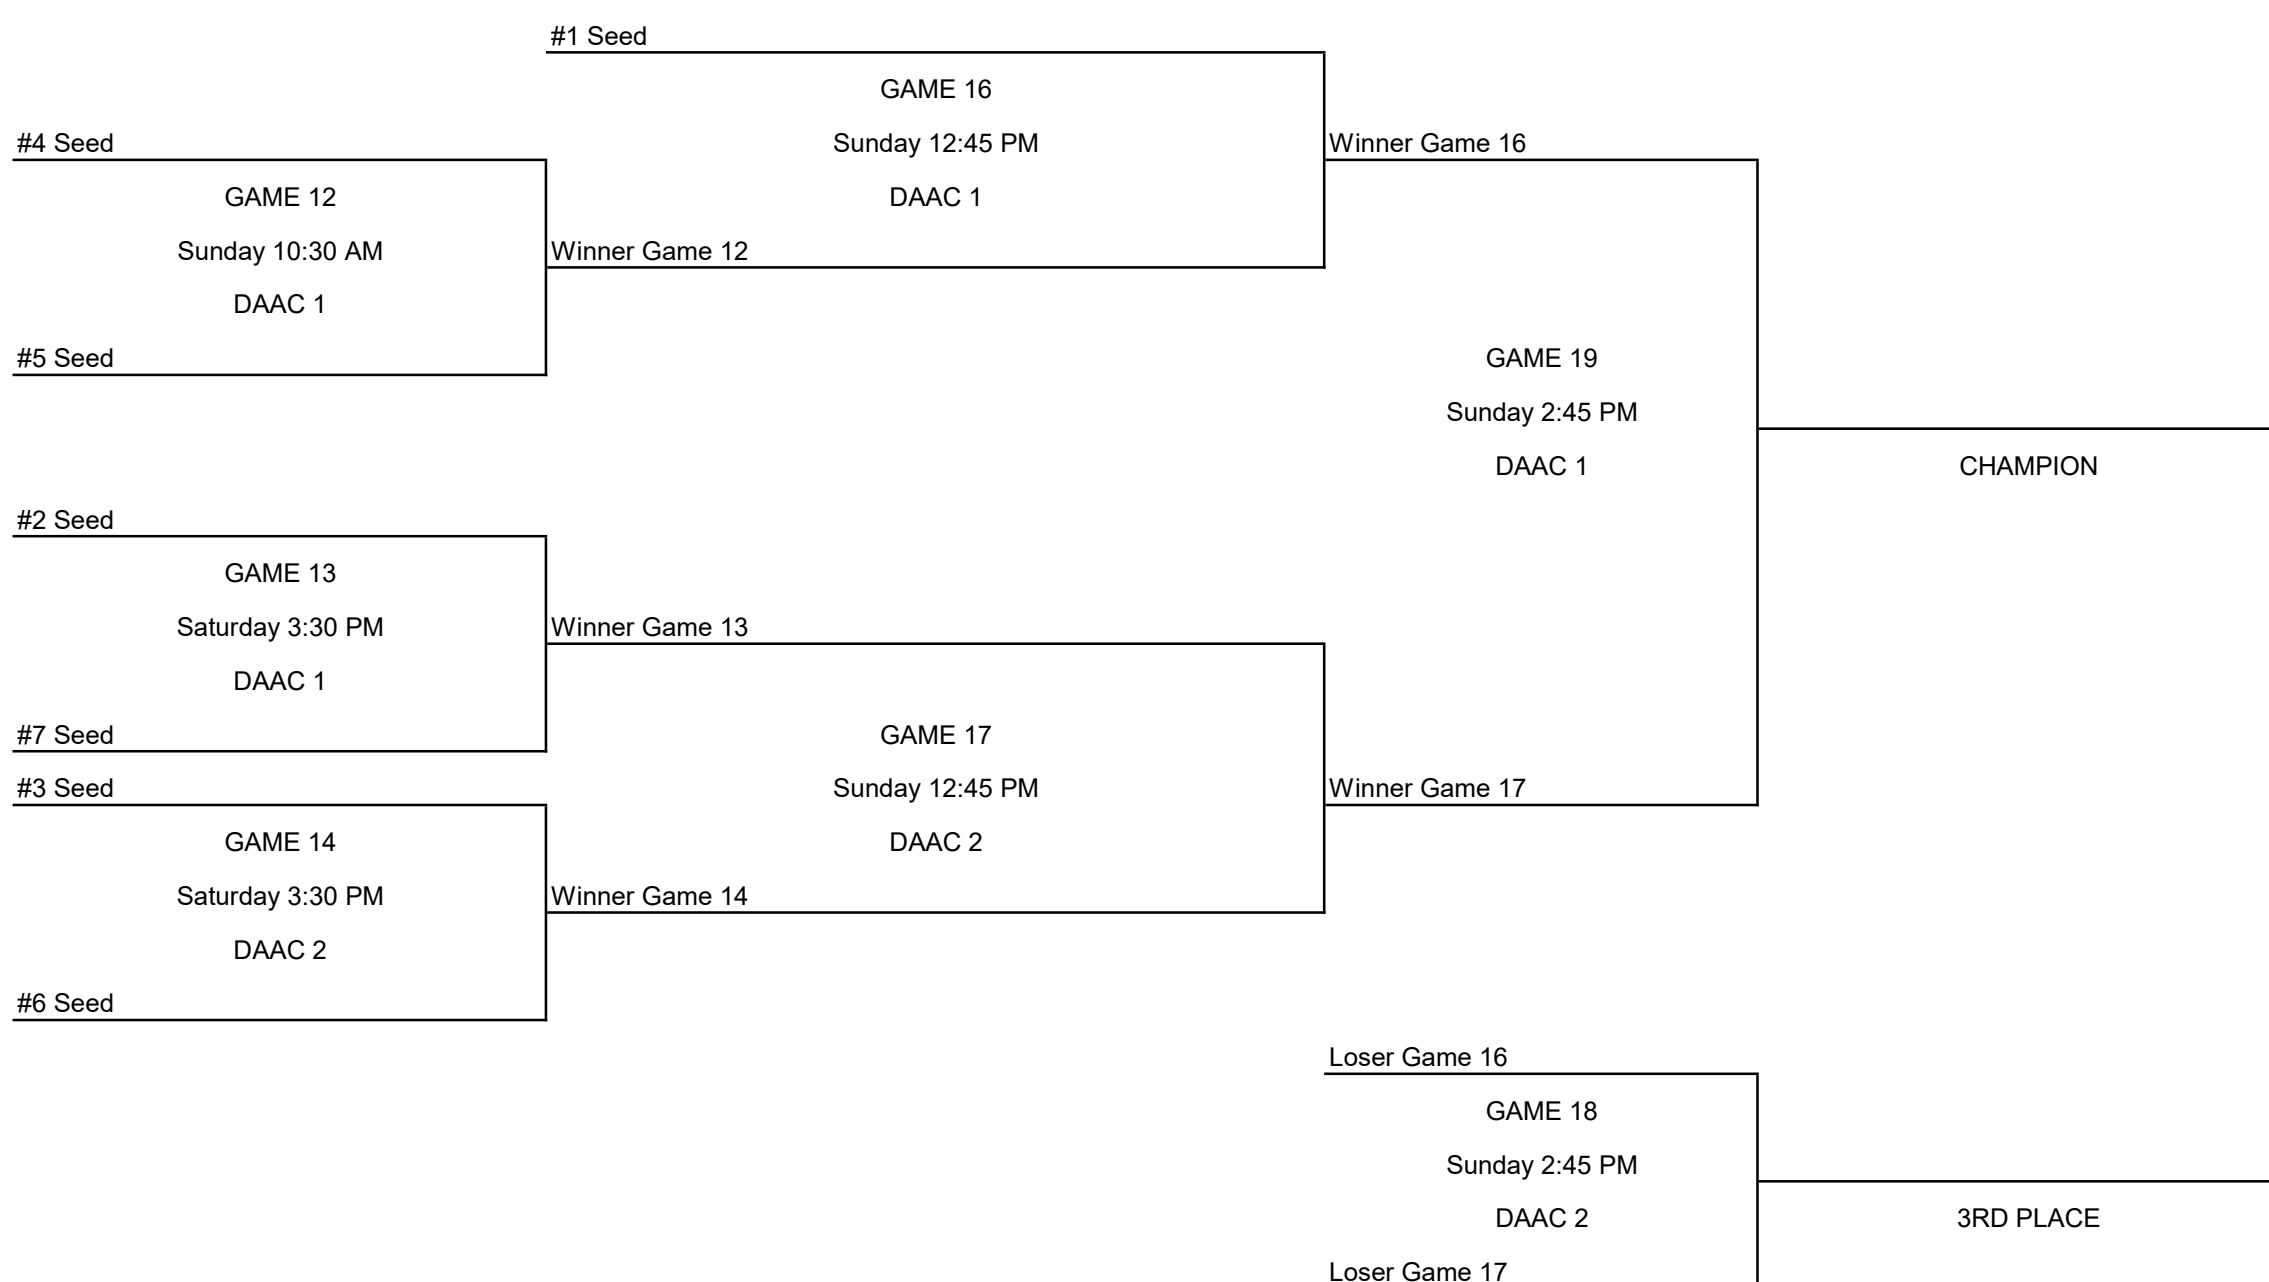 #1 Seed
GAME 16
Sunday 12:45 PM
DAAC 1
#4 Seed
GAME 12
Sunday 10:30 AM
DAAC 1
#5 Seed
Winner Game 12
Winner Game 16
GAME 19
Sunday 2:45 PM
DAAC 1
CHAMPION
#2 Seed
GAME 13
Saturday 3:30 PM
DAAC 1
#7 Seed
Winner Game 13
GAME 17
Sunday 12:45 PM
DAAC 2
Winner Game 17
#3 Seed
GAME 14
Saturday 3:30 PM
DAAC 2
#6 Seed
Winner Game 14
Loser Game 16
GAME 18
Sunday 2:45 PM
DAAC 2
Loser Game 17
3RD PLACE